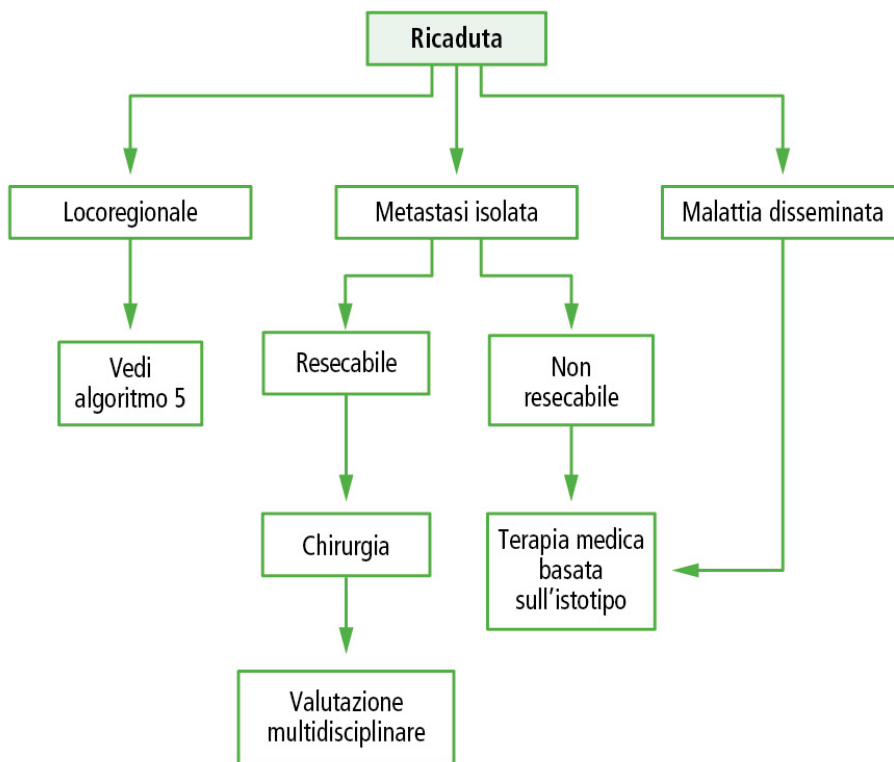 Ricaduta
Locoregionale
Metastasi isolata
Malattia disseminata
Vedi
algoritmo 5
Resecabile
Non
resecabile
Chirurgia
Terapia medica
basata
sull’istotipo
Valutazione
multidisciplinare